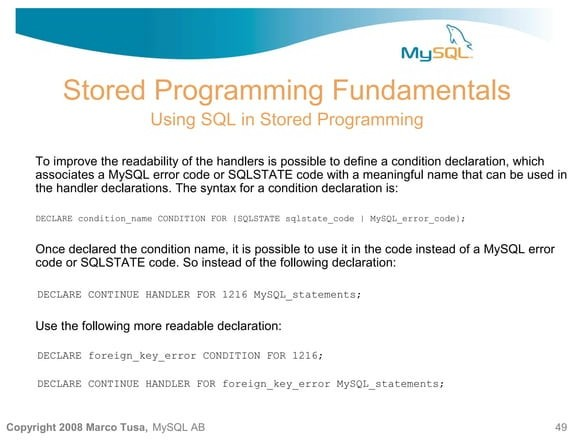 MySQL
Stored Programming Fundamentals
Using SQL in Stored Programming
To improve the readability of the handlers is possible to define a condition declaration, which
associates a MySQL error code or SQLSTATE code with a meaningful name that can be used in
the handler declarations. The syntax for a condition declaration is:
DECLARE condition_name CONDITION FOR {SQLSTATE sqlstate_code | MySQL_error_code};
Once declared the condition name, it is possible to use it in the code instead of a MySQL error
code or SQLSTATE code. So instead of the following declaration:
DECLARE CONTINUE HANDLER FOR 1216 MySQL_statements;
Use the following more readable declaration:
DECLARE foreign_key_error CONDITION FOR 1216;
DECLARE CONTINUE HANDLER FOR foreign_key_error MySQL_statements;
Copyright 2008 Marco Tusa, MySQL AB 49